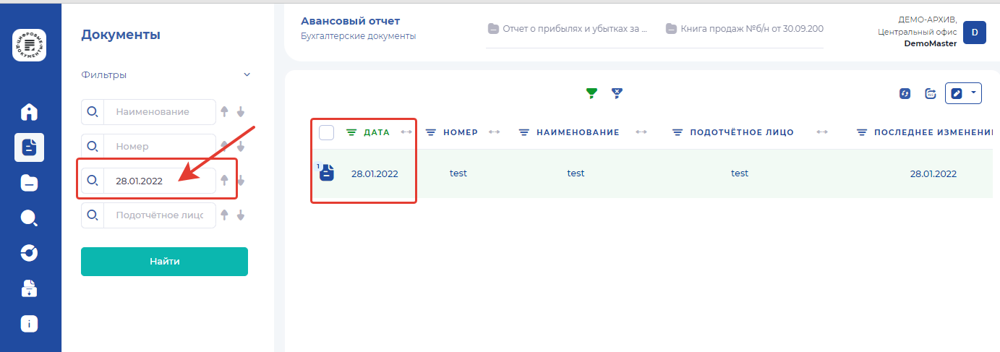 ЦИФРОВЫЕ ДОКУМЕНТЫ
Документы
Фильтры
Наименование
Номер
28.01.2022
Подотчётное лицо
Найти
Авансовый отчет
Бухгалтерские документы
Отчет о прибылях и убытках за ...
Книга продаж №б/н от 30.09.200
ДЕМО-АРХИВ,
Центральный офис
DemoMaster
D
ДАТА
НОМЕР
НАИМЕНОВАНИЕ
ПОДОТЧЁТНОЕ ЛИЦО
ПОСЛЕДНЕЕ ИЗМЕНЕНИ
1
28.01.2022
test
test
test
28.01.2022